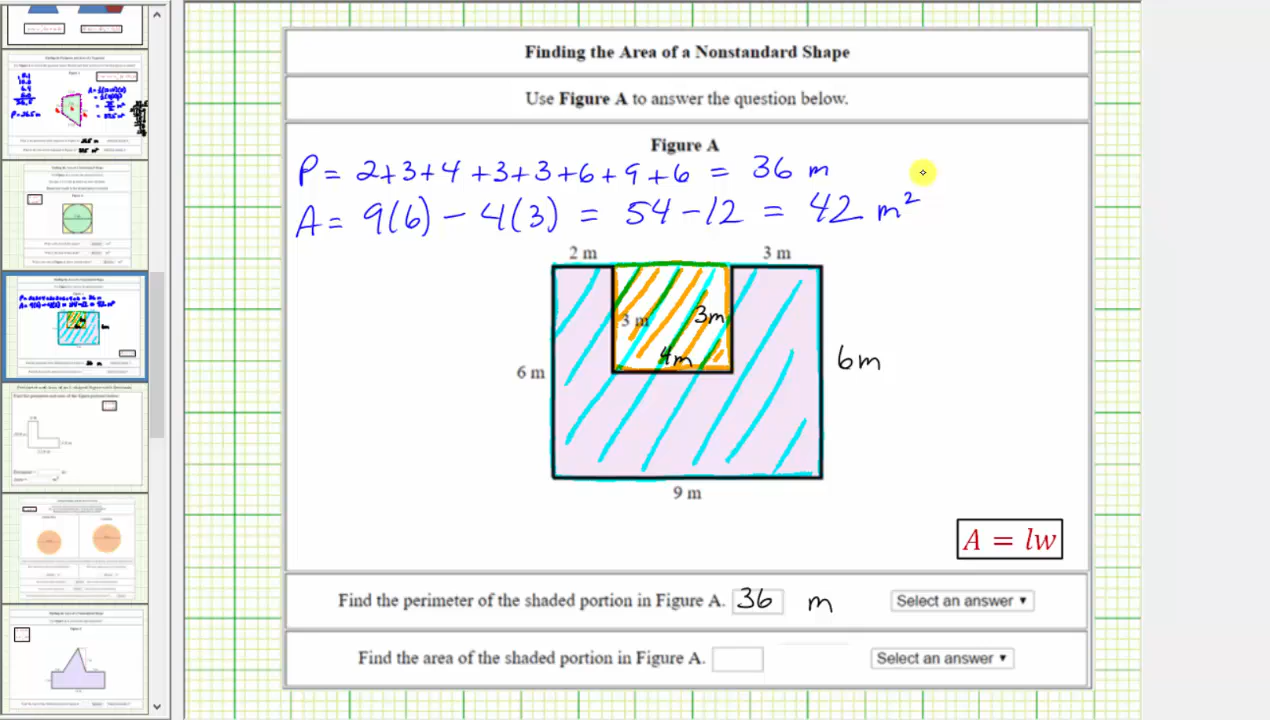 Finding the Area of a Nonstandard Shape
Use Figure A to answer the question below.
Figure A
P = 2+3+4+3+3+6+9+6 = 36 m
A = 9(6) - 4(3) = 54-12 = 42 m²
2 m 3 m
3 m 3m
4m
6 m 6m
9 m
A = lw
Find the perimeter of the shaded portion in Figure A. 36 m Select an answer ▼
Find the area of the shaded portion in Figure A. Select an answer ▼